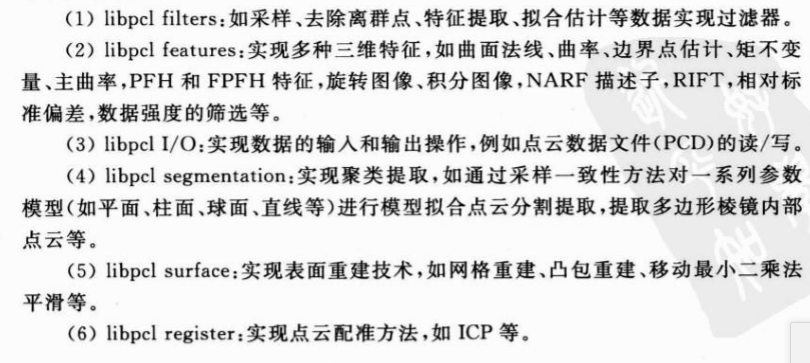 (1) libpcl filters:如采样、去除离群点、特征提取、拟合估计等数据实现过滤器。
(2) libpcl features:实现多种三维特征,如曲面法线、曲率、边界点估计、矩不变
量、主曲率,PFH 和 FPFH 特征,旋转图像、积分图像,NARF 描述子,RIFT,相对标
准偏差,数据强度的筛选等。
(3) libpcl I/O:实现数据的输入和输出操作,例如点云数据文件(PCD)的读/写。
(4) libpcl segmentation:实现聚类提取,如通过采样一致性方法对一系列参数
模型(如平面、柱面、球面、直线等)进行模型拟合点云分割提取,提取多边形棱镜内部
点云等。
(5) libpcl surface:实现表面重建技术,如网格重建、凸包重建、移动最小二乘法
平滑等。
(6) libpcl register:实现点云配准方法,如 ICP 等。